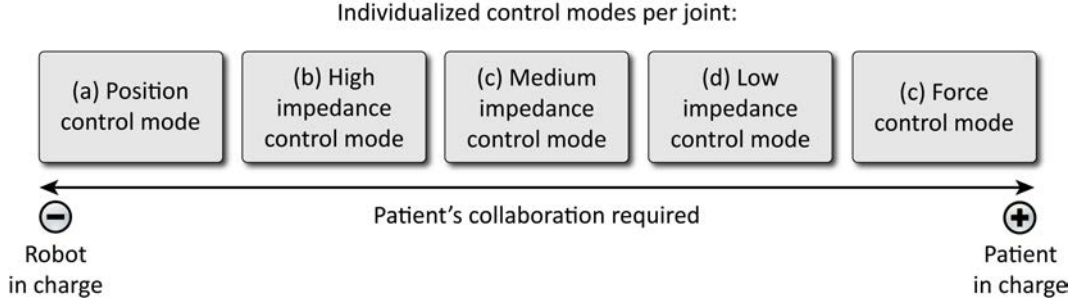 Individualized control modes per joint:
(a) Position
control mode
(b) High
impedance
control mode
(c) Medium
impedance
control mode
(d) Low
impedance
control mode
(c) Force
control mode
Patient's collaboration required
Robot
in charge
Patient
in charge